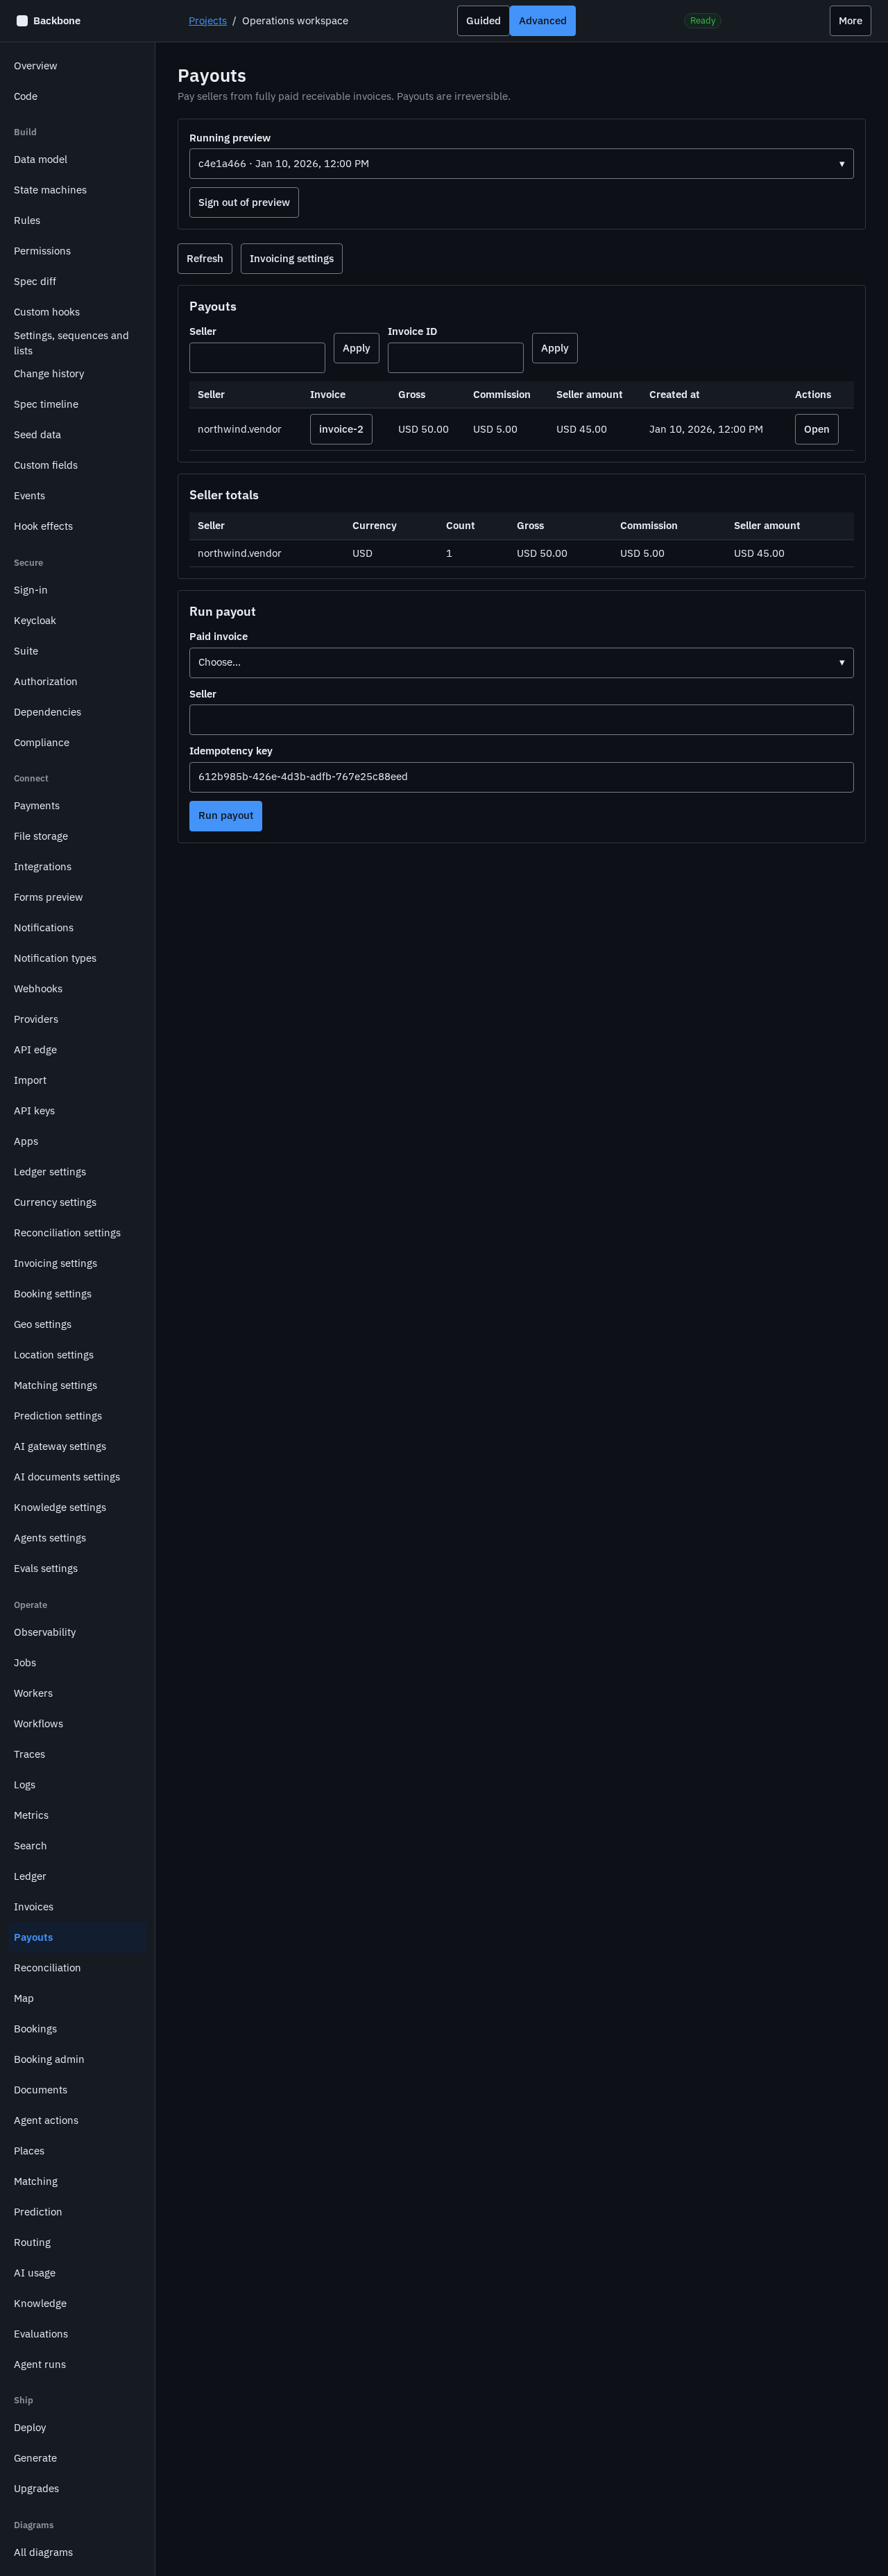 Backbone
Projects / Operations workspace
Guided
Advanced
Ready
More
Overview
Code
Build
Data model
State machines
Rules
Permissions
Spec diff
Custom hooks
Settings, sequences and
lists
Change history
Spec timeline
Seed data
Custom fields
Events
Hook effects
Secure
Sign-in
Keycloak
Suite
Authorization
Dependencies
Compliance
Connect
Payments
File storage
Integrations
Forms preview
Notifications
Notification types
Webhooks
Providers
API edge
Import
API keys
Apps
Ledger settings
Currency settings
Reconciliation settings
Invoicing settings
Booking settings
Geo settings
Location settings
Matching settings
Prediction settings
AI gateway settings
AI documents settings
Knowledge settings
Agents settings
Evals settings
Operate
Observability
Jobs
Workers
Workflows
Traces
Logs
Metrics
Search
Ledger
Invoices
Payouts
Reconciliation
Map
Bookings
Booking admin
Documents
Agent actions
Places
Matching
Prediction
Routing
AI usage
Knowledge
Evaluations
Agent runs
Ship
Deploy
Generate
Upgrades
Diagrams
All diagrams
Payouts
Pay sellers from fully paid receivable invoices. Payouts are irreversible.
Running preview
c4e1a466 · Jan 10, 2026, 12:00 PM
Sign out of preview
Refresh
Invoicing settings
Payouts
Seller
Apply
Invoice ID
Apply
Seller Invoice Gross Commission Seller amount Created at Actions
northwind.vendor invoice-2 USD 50.00 USD 5.00 USD 45.00 Jan 10, 2026, 12:00 PM Open
Seller totals
Seller Currency Count Gross Commission Seller amount
northwind.vendor USD 1 USD 50.00 USD 5.00 USD 45.00
Run payout
Paid invoice
Choose...
Seller
Idempotency key
612b985b-426e-4d3b-adfb-767e25c88eed
Run payout